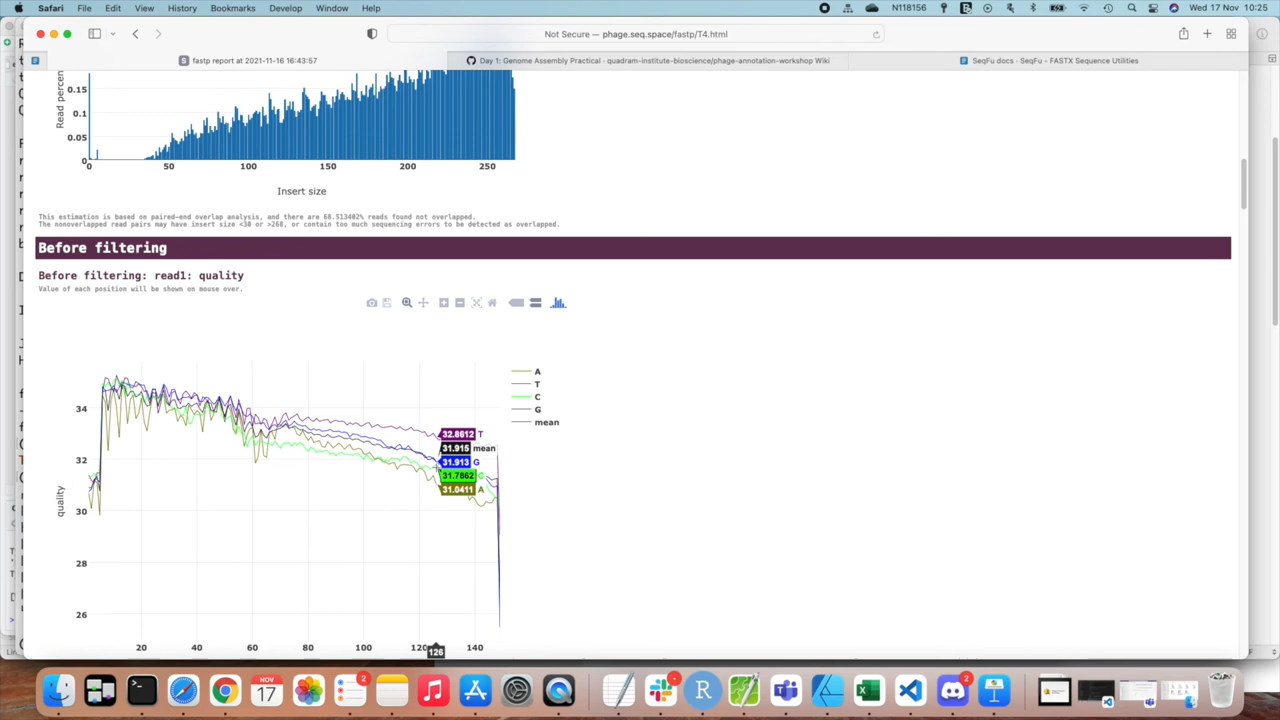 Safari File Edit View History Bookmarks Develop Window Help N118156 Wed 17 Nov 10:25
Not Secure — phage.seq.space/fastp/T4.html
fastp report at 2021-11-16 16:43:57 Day 1: Genome Assembly Practical · quadram-institute-bioscience/phage-annotation-workshop Wiki SeqFu docs - SeqFu - FASTX Sequence Utilities
Read percen
0.15
0.1
0.05
0
0 50 100 150 200 250
Insert size
This estimation is based on paired-end overlap analysis, and there are 68.513402% reads found not overlapped.
The nonoverlapped read pairs may have insert size <30 or >268, or contain too much sequencing errors to be detected as overlapped.
Before filtering
Before filtering: read1: quality
Value of each position will be shown on mouse over.
A
T
C
G
mean
34
32
30
28
26
quality
32.8612 T
31.915 mean
31.913 G
31.7862 C
31.0411 A
20 40 60 80 100 120 140
126
NOV
17
2
2